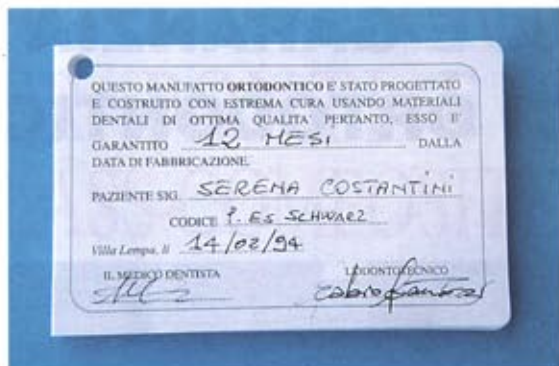 QUESTO MANUFATTO ORTODONTICO E' STATO PROGETTATO
E COSTRUITO CON ESTREMA CURA USANDO MATERIALI
DENTALI DI OTTIMA QUALITA' PERTANTO, ESSO E'
GARANTITO 12 MESI DALLA
DATA DI FABBRICAZIONE.
PAZIENTE SIG. SERENA COSTANTINI
CODICE P. ES SCHWARZ
Villa Lempa, lì 14/02/94
IL MEDICO DENTISTA L'ODONTOTECNICO